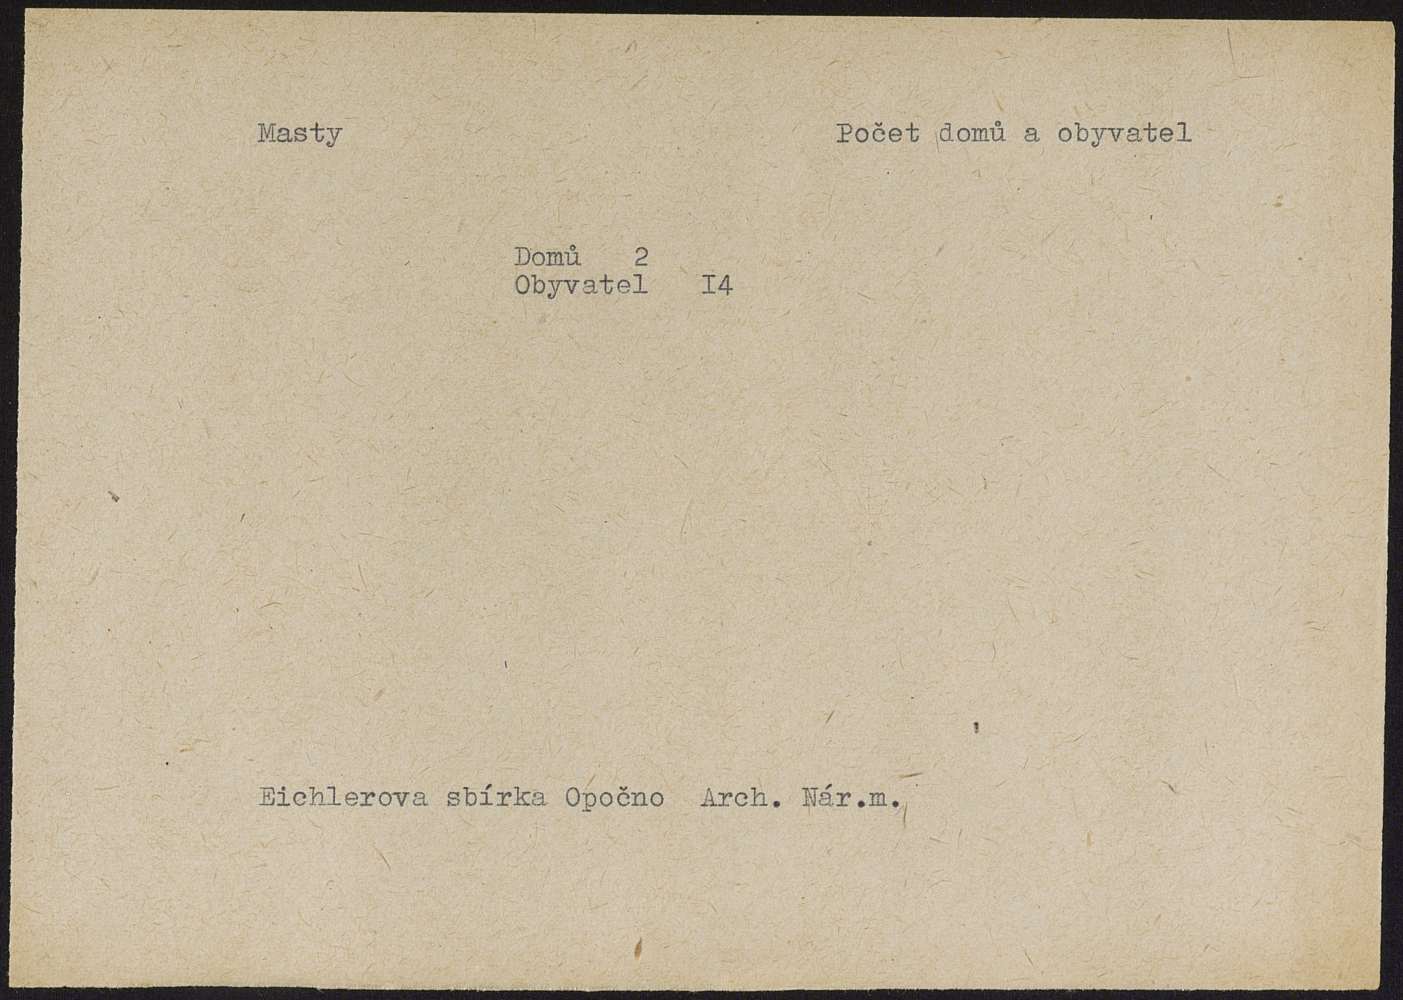 Masty
Počet domů a obyvatel
Domů 2
Obyvatel I4
Eichlerova sbírka Opočno Arch. Nár.m.